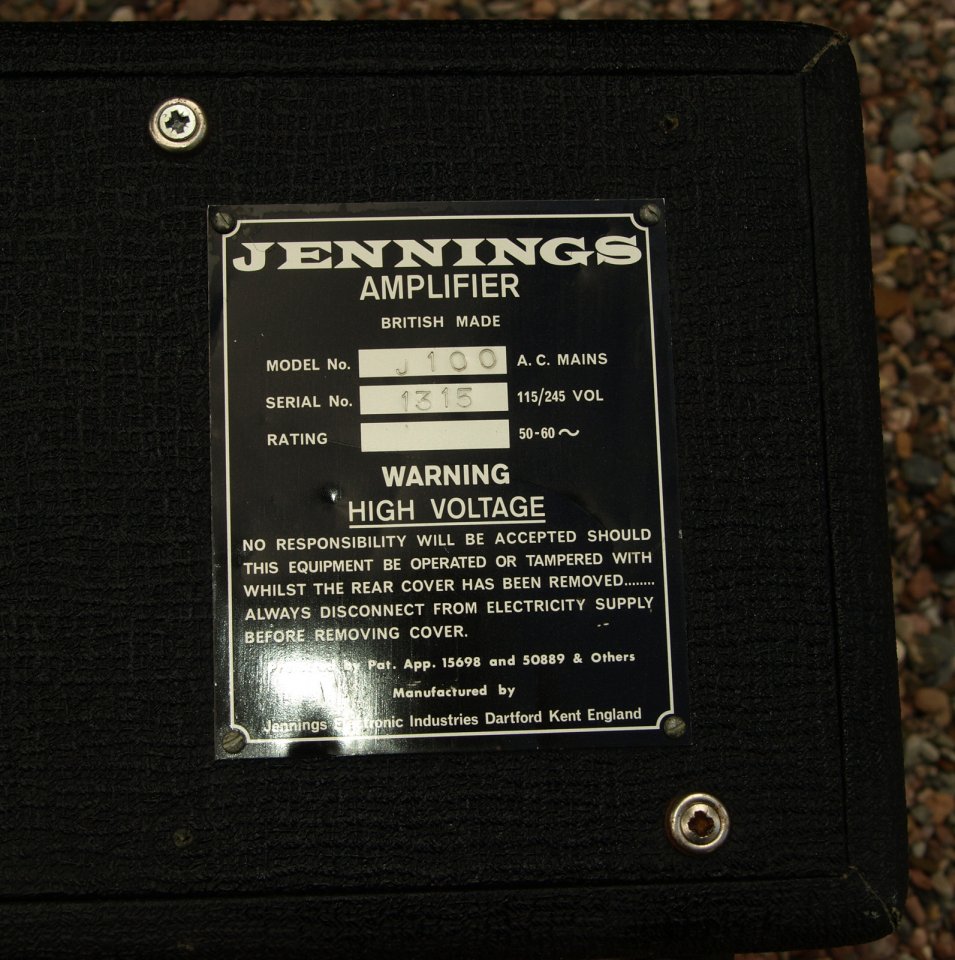 JENNINGS
AMPLIFIER
BRITISH MADE
MODEL No. J100 A.C. MAINS
SERIAL No. 1315 115/245 VOL
RATING 50-60~
WARNING
HIGH VOLTAGE
NO RESPONSIBILITY WILL BE ACCEPTED SHOULD
THIS EQUIPMENT BE OPERATED OR TAMPERED WITH
WHILST THE REAR COVER HAS BEEN REMOVED........
ALWAYS DISCONNECT FROM ELECTRICITY SUPPLY
BEFORE REMOVING COVER.
by Pat. App. 15698 and 50889 & Others
Manufactured by
Jennings Electronic Industries Dartford Kent England